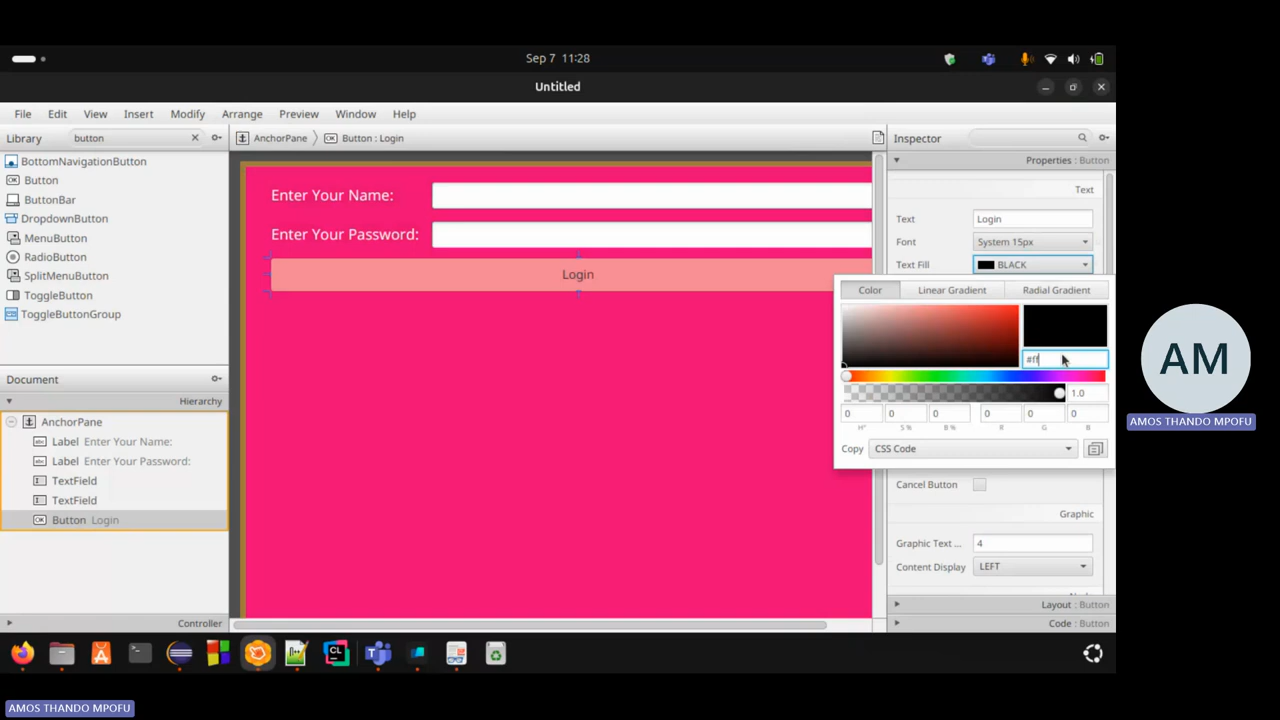 Sep 7 11:28
Untitled
File Edit View Insert Modify Arrange Preview Window Help
Library button
AnchorPane Button : Login
Inspector
Properties : Button
BottomNavigationButton
Button
ButtonBar
DropdownButton
MenuButton
RadioButton
SplitMenuButton
ToggleButton
ToggleButtonGroup
Enter Your Name:
Enter Your Password:
Login
Text
Text Login
Font System 15px
Text Fill BLACK
Color Linear Gradient Radial Gradient
#ff
1.0
0 0 0 0 0 0
H° S % B % R G B
Copy CSS Code
Cancel Button
Graphic
Graphic Text ... 4
Content Display LEFT
Layout : Button
Code : Button
Document
Hierarchy
AnchorPane
Label Enter Your Name:
Label Enter Your Password:
TextField
TextField
OK Button Login
Controller
CL
AM
AMOS THANDO MPOFU
AMOS THANDO MPOFU